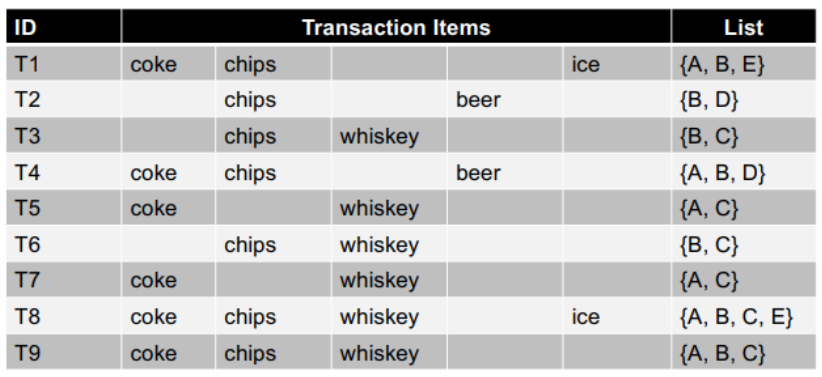 ID Transaction Items List
T1 coke chips ice {A, B, E}
T2 chips beer {B, D}
T3 chips whiskey {B, C}
T4 coke chips beer {A, B, D}
T5 coke whiskey {A, C}
T6 chips whiskey {B, C}
T7 coke whiskey {A, C}
T8 coke chips whiskey ice {A, B, C, E}
T9 coke chips whiskey {A, B, C}